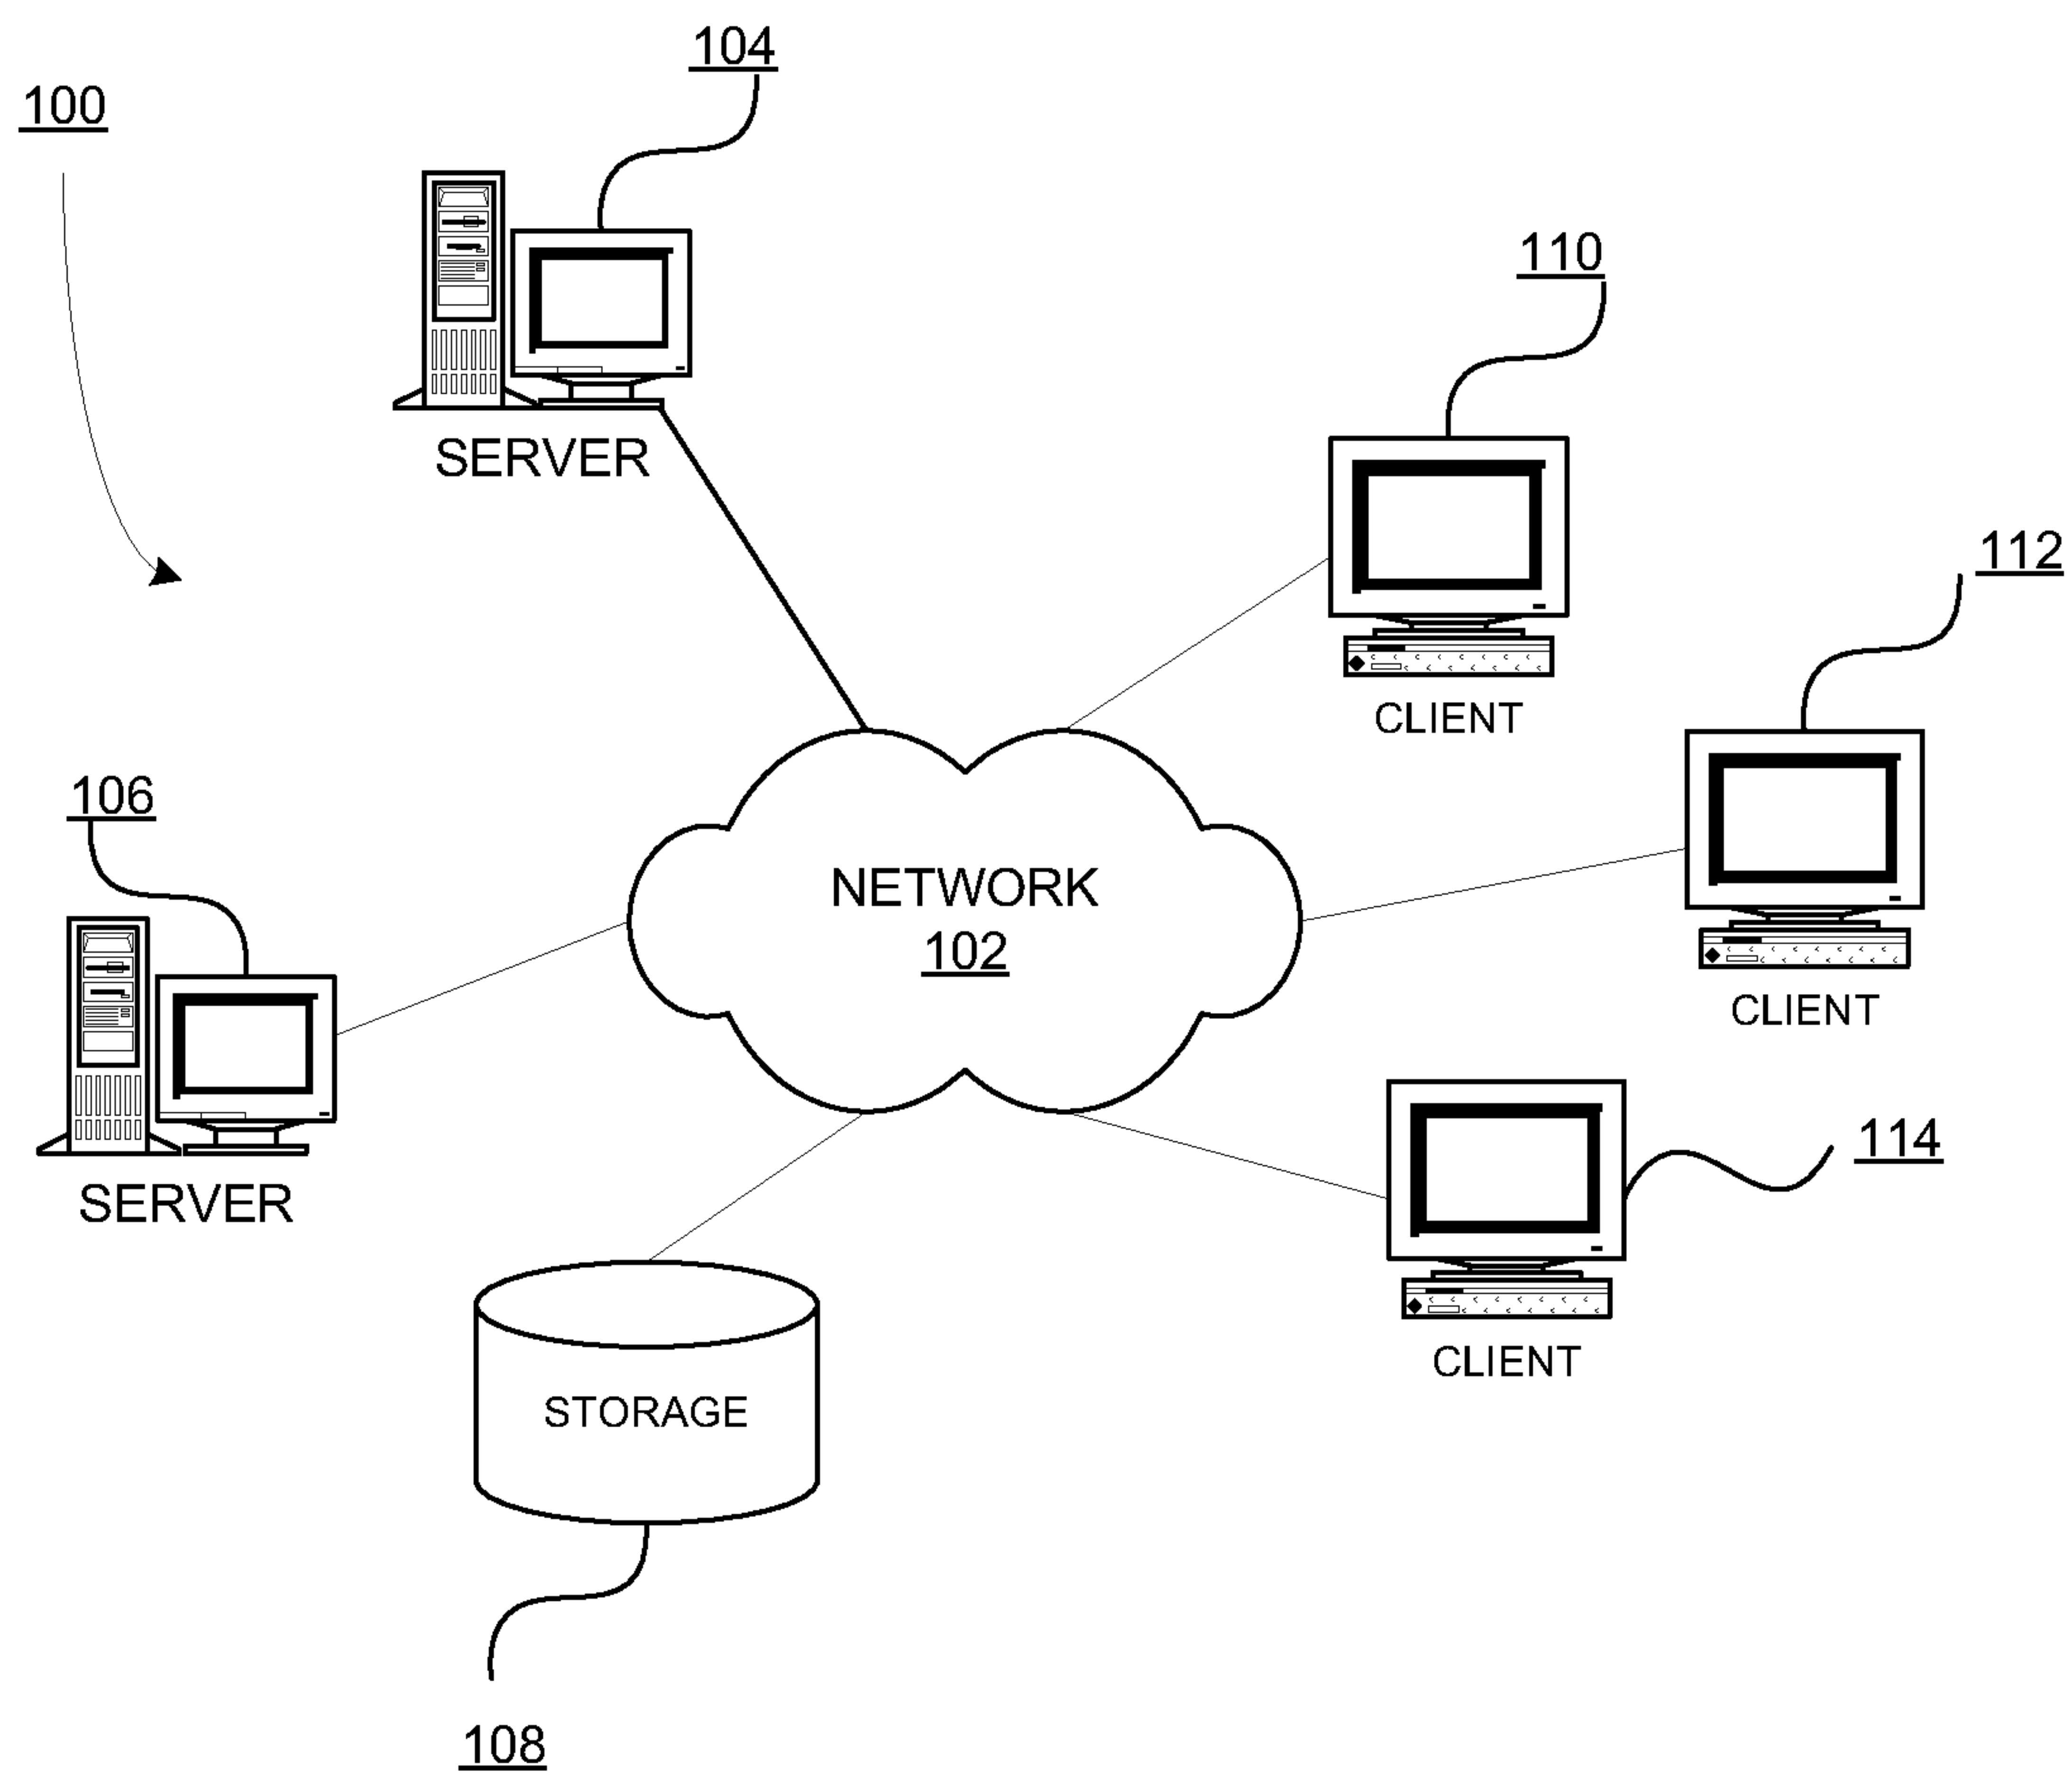 104
100
110
SERVER
112
CLIENT
106
NETWORK
102
CLIENT
114
SERVER
CLIENT
STORAGE
108